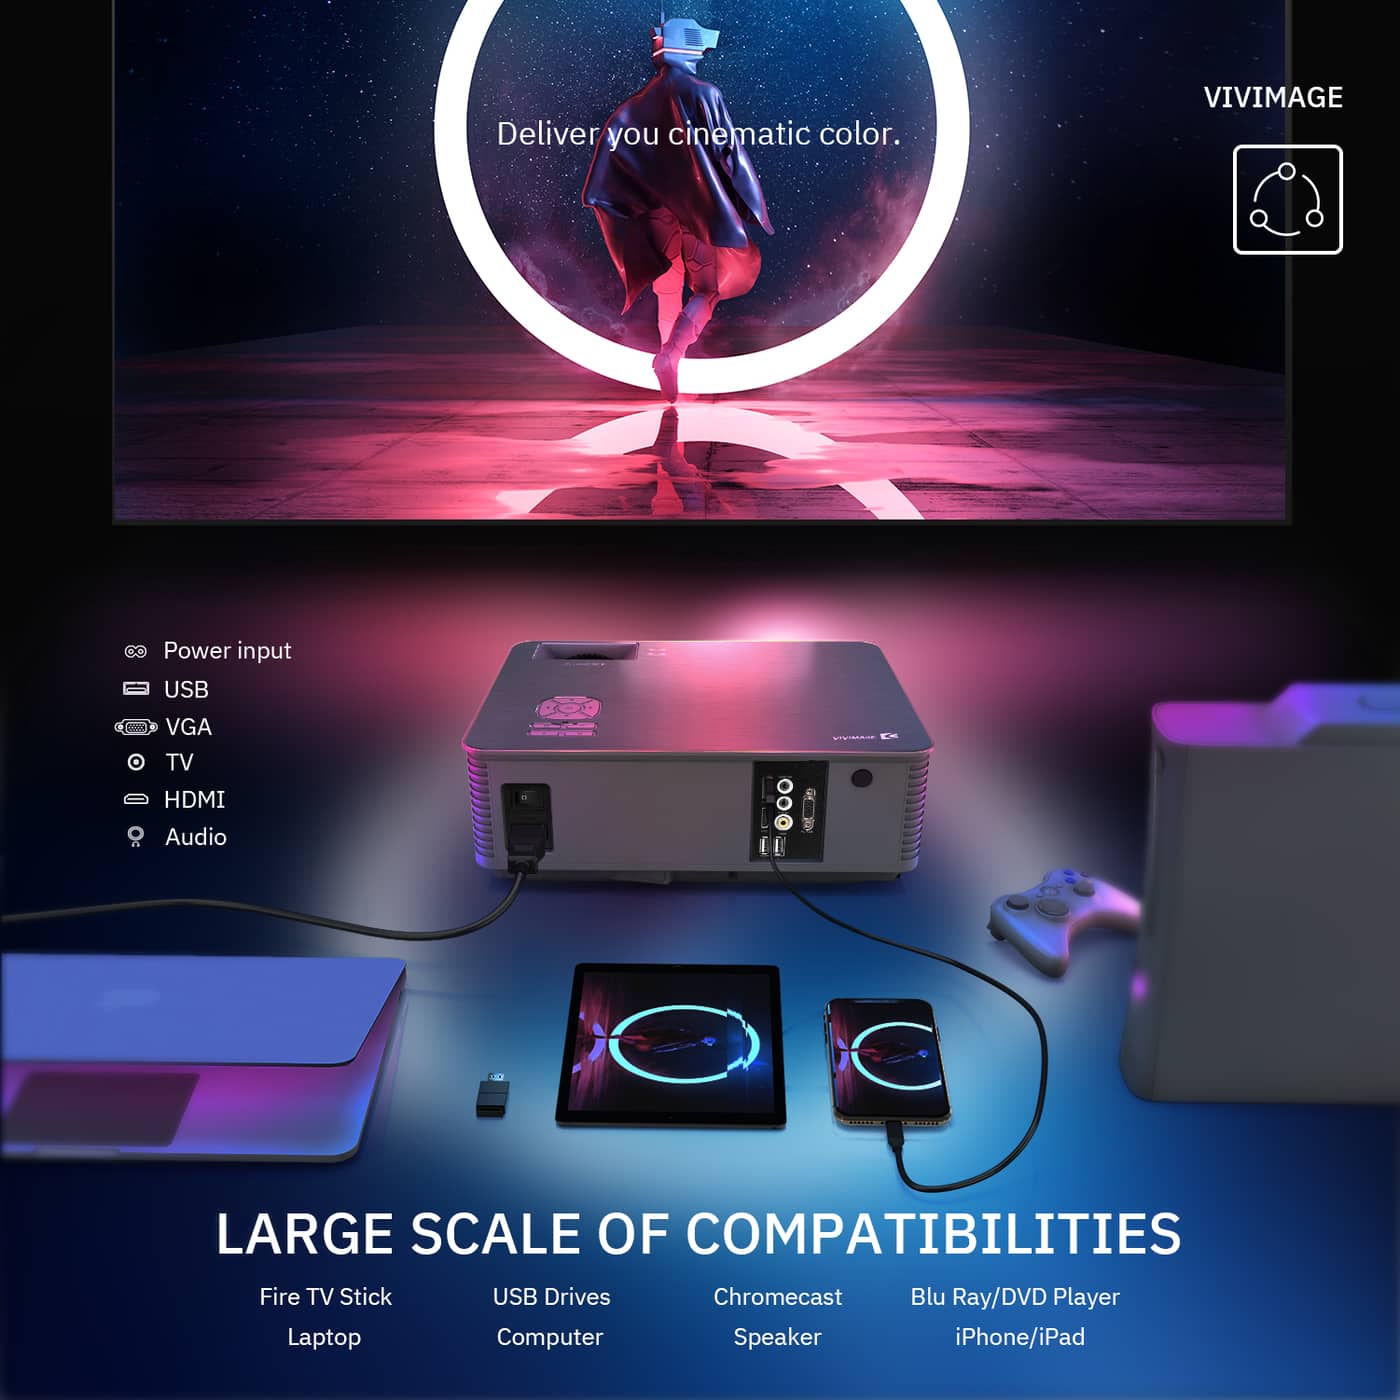 VIVIMAGE
Deliver you cinematic color.
Power input
USB
VGA
TV
HDMI
Audio
VIVIMAGE
LARGE SCALE OF COMPATIBILITIES
Fire TV Stick
USB Drives
Chromecast
Blu Ray/DVD Player
Laptop
Computer
Speaker
iPhone/iPad